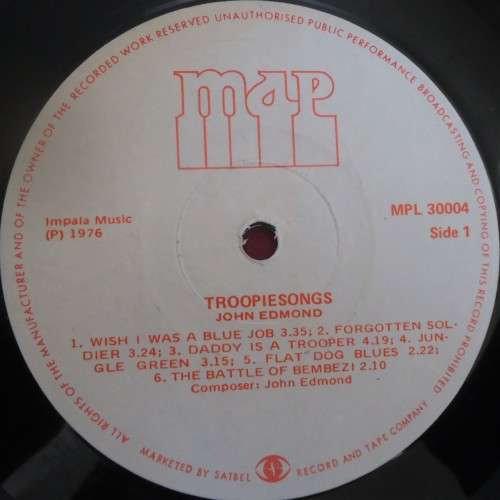 ALL RIGHTS OF THE MANUFACTURER AND OF THE OWNER OF THE RECORDED WORK RESERVED UNAUTHORISED PUBLIC PERFORMANCE BROADCASTING AND COPYING OF THIS RECORDING PROHIBITED
map
Impala Music
(P) 1976
MPL 30004
Side 1
TROOPIESONGS
JOHN EDMOND
1. WISH I WAS A BLUE JOB 3.35; 2. FORGOTTEN SOL-
DIER 3.24; 3. DADDY IS A TROOPER 4.19; 4. JUN-
GLE GREEN 3.15; 5. FLAT DOG BLUES 2.22;
6. THE BATTLE OF BEMBEZI 2.10
Composer: John Edmond
MARKETED BY SATBEL RECORD AND TAPE COMPANY